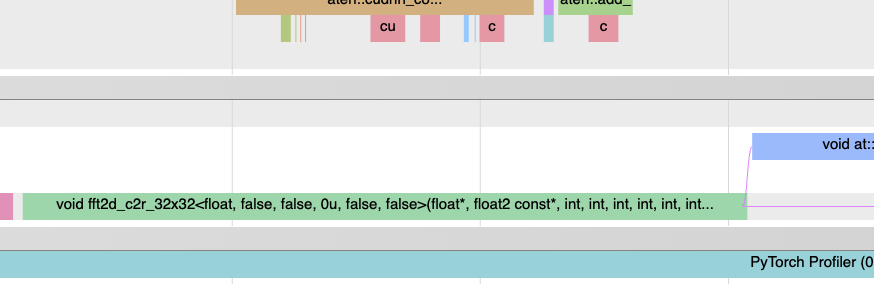 aten::cudnn_co... aten::add_
cu c c
void at::
void fft2d_c2r_32x32<float, false, false, 0u, false, false>(float*, float2 const*, int, int, int, int, int, int...
PyTorch Profiler (0